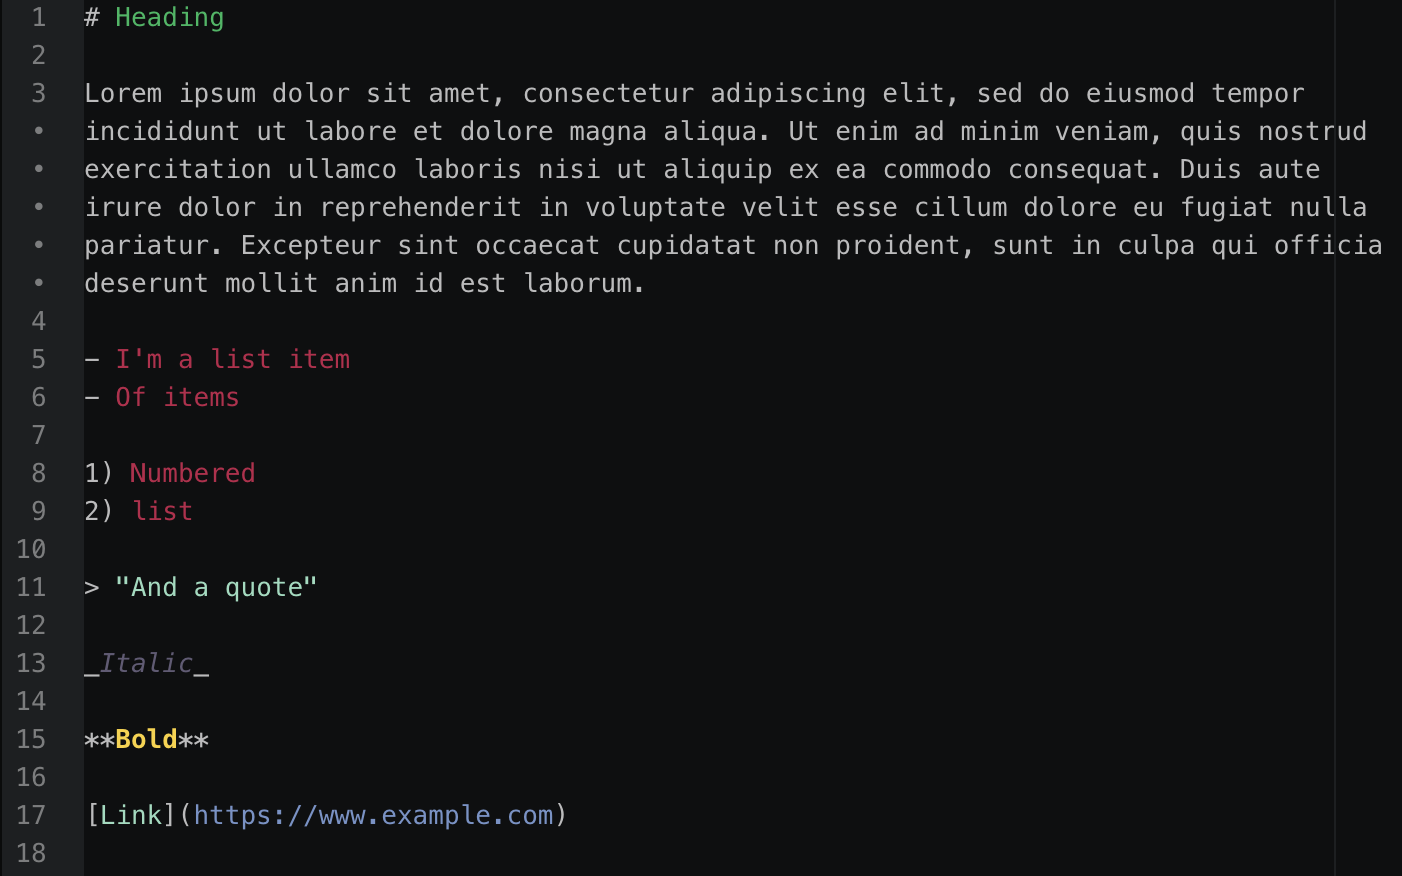 1 # Heading
2
3 Lorem ipsum dolor sit amet, consectetur adipiscing elit, sed do eiusmod tempor
• incididunt ut labore et dolore magna aliqua. Ut enim ad minim veniam, quis nostrud
• exercitation ullamco laboris nisi ut aliquip ex ea commodo consequat. Duis aute
• irure dolor in reprehenderit in voluptate velit esse cillum dolore eu fugiat nulla
• pariatur. Excepteur sint occaecat cupidatat non proident, sunt in culpa qui officia
• deserunt mollit anim id est laborum.
4
5 - I'm a list item
6 - Of items
7
8 1) Numbered
9 2) list
10
11 > "And a quote"
12
13 _Italic_
14
15 **Bold**
16
17 [Link](https://www.example.com)
18